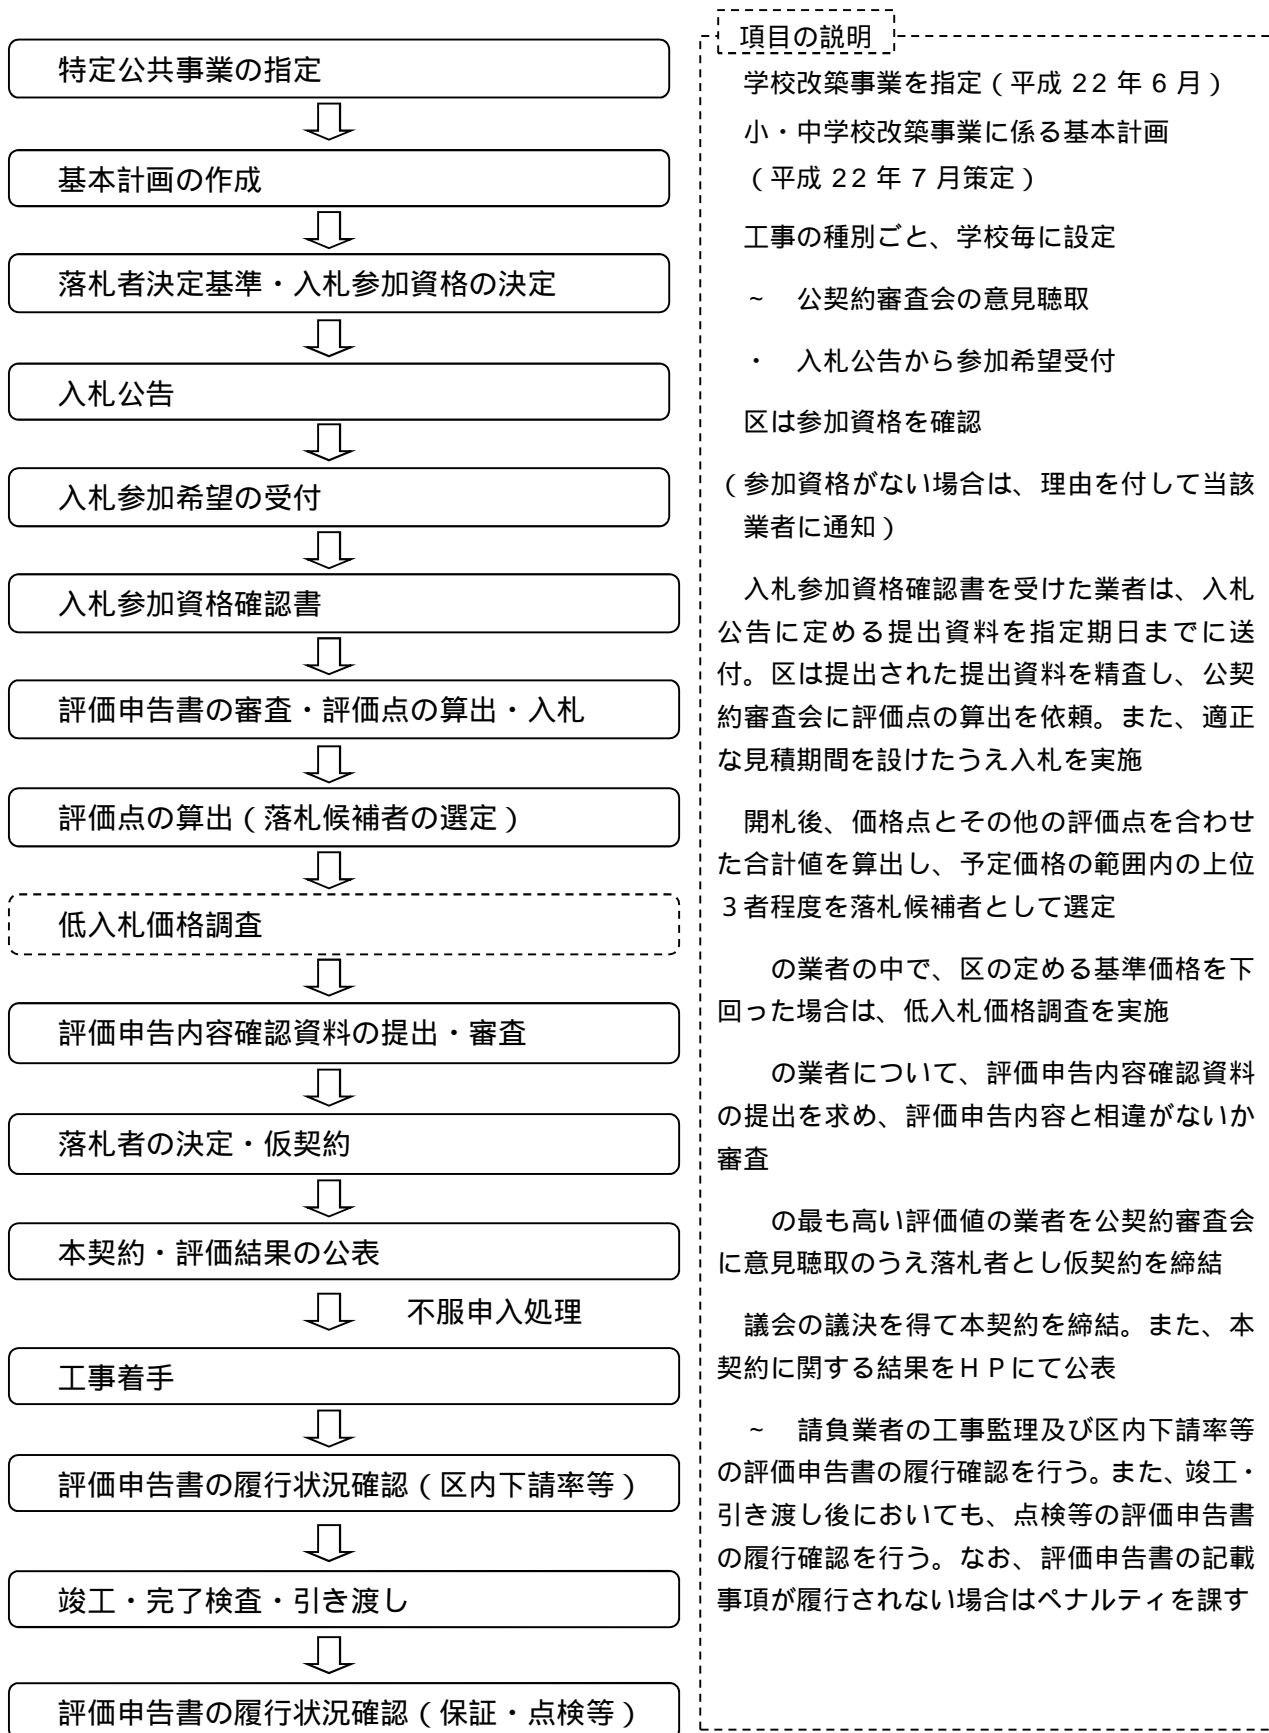 特定公共事業の指定
基本計画の作成
落札者決定基準・入札参加資格の決定
入札公告
入札参加希望の受付
入札参加資格確認書
評価申告書の審査・評価点の算出・入札
評価点の算出(落札候補者の選定)
低入札価格調査
評価申告内容確認資料の提出・審査
落札者の決定・仮契約
本契約・評価結果の公表
不服申入処理
工事着手
評価申告書の履行状況確認(区内下請率等)
竣工・完了検査・引き渡し
評価申告書の履行状況確認(保証・点検等)
項目の説明
学校改築事業を指定(平成 22 年 6 月)
小・中学校改築事業に係る基本計画
(平成 22 年 7 月策定)
工事の種別ごと、学校毎に設定
~ 公契約審査会の意見聴取
・ 入札公告から参加希望受付
区は参加資格を確認
(参加資格がない場合は、理由を付して当該
業者に通知)
入札参加資格確認書を受けた業者は、入札
公告に定める提出資料を指定期日までに送
付。区は提出された提出資料を精査し、公契
約審査会に評価点の算出を依頼。また、適正
な見積期間を設けたうえ入札を実施
開札後、価格点とその他の評価点を合わせ
た合計値を算出し、予定価格の範囲内の上位
3者程度を落札候補者として選定
の業者の中で、区の定める基準価格を下
回った場合は、低入札価格調査を実施
の業者について、評価申告内容確認資料
の提出を求め、評価申告内容と相違がないか
審査
の最も高い評価値の業者を公契約審査会
に意見聴取のうえ落札者とし仮契約を締結
議会の議決を得て本契約を締結。また、本
契約に関する結果をHPにて公表
~ 請負業者の工事監理及び区内下請率等
の評価申告書の履行確認を行う。また、竣工・
引き渡し後においても、点検等の評価申告書
の履行確認を行う。なお、評価申告書の記載
事項が履行されない場合はペナルティを課す